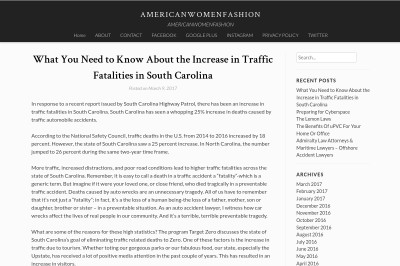 AMERICANWOMENFASHION
AMERICANWOMENFASHION
Home ABOUT CONTACT FACEBOOK GOOGLE PLUS INSTAGRAM PRIVACY POLICY TWITTER
What You Need to Know About the Increase in Traffic
Fatalities in South Carolina
Posted on March 9, 2017
In response to a recent report issued by South Carolina Highway Patrol, there has been an increase in
traffic fatalities in South Carolina. South Carolina has seen a whopping 25% increase in deaths caused by
traffic automobile accidents.
According to the National Safety Council, traffic deaths in the U.S. from 2014 to 2016 increased by 18
percent. However, the state of South Carolina saw a 25 percent increase. In North Carolina, the number
jumped to 26 percent during the same two-year time frame.
More traffic, increased distractions, and poor road conditions lead to higher traffic fatalities across the
state of South Carolina. Remember, it is easy to call a death in a traffic accident a "fatality" which is a
generic term. But imagine if it were your loved one, or close friend, who died tragically in a preventable
traffic accident. Deaths caused by auto wrecks are an unnecessary tragedy. All of us have to remember
that it's not just a "fatality"; in fact, it's a the loss of a human being-the loss of a father, mother, son or
daughter, brother or sister – in a preventable situation. As an auto accident lawyer, I witness how car
wrecks affect the lives of real people in our community. And it's a terrible, terrible preventable tragedy.
What are some of the reasons for these high statistics? The program Target Zero discusses the state of
South Carolina's goal of eliminating traffic related deaths to Zero. One of these factors is the increase in
traffic due to tourism. Whether toting our gorgeous parks or our fabulous food, our state, especially the
Upstate, has received a lot of positive media attention in the past couple of years. This has resulted in an
increase in visitors.
Search...
RECENT POSTS
What You Need to Know About the
Increase in Traffic Fatalities in
South Carolina
Preparing for Cyberspace:
The Lemon Laws
The Benefits Of uPVC For Your
Home Or Office
Admiralty Law Attorneys &
Maritime Lawyers – Offshore
Accident Lawyers
ARCHIVES
March 2017
February 2017
January 2017
December 2016
November 2016
October 2016
September 2016
August 2016
July 2016
June 2016
May 2016
April 2016